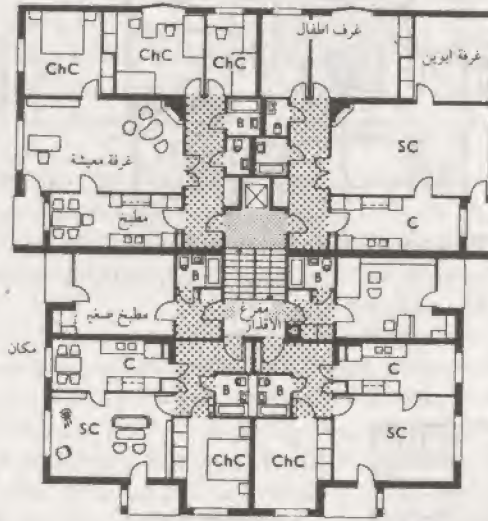 غرف اطفال
ChC
ChC
ChC
غرفة ابوين
B
SC
غرفة معيشة
مطبخ
C
B
B
مطبخ صغير
مفرغ
الأقذار
مكان
C
C
B
B
SC
SC
ChC
ChC